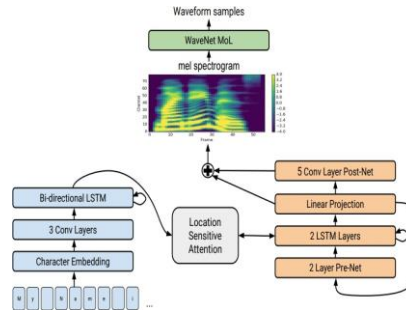 Waveform samples
WaveNet MoL
mel spectrogram
Channel
Frame
5 Conv Layer Post-Net
Linear Projection
2 LSTM Layers
2 Layer Pre-Net
Location
Sensitive
Attention
Bi-directional LSTM
3 Conv Layers
Character Embedding
M y N a m e i ...